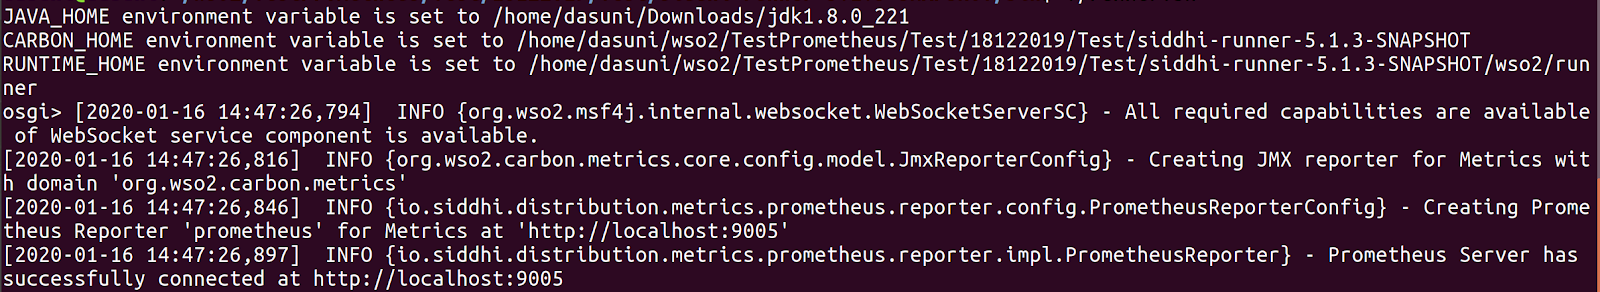 JAVA_HOME environment variable is set to /home/dasuni/Downloads/jdk1.8.0_221
CARBON_HOME environment variable is set to /home/dasuni/wso2/TestPrometheus/Test/18122019/Test/siddhi-runner-5.1.3-SNAPSHOT
RUNTIME_HOME environment variable is set to /home/dasuni/wso2/TestPrometheus/Test/18122019/Test/siddhi-runner-5.1.3-SNAPSHOT/wso2/run
ner
osgi> [2020-01-16 14:47:26,794]  INFO {org.wso2.msf4j.internal.websocket.WebSocketServerSC} - All required capabilities are available
 of WebSocket service component is available.
[2020-01-16 14:47:26,816]  INFO {org.wso2.carbon.metrics.core.config.model.JmxReporterConfig} - Creating JMX reporter for Metrics wit
h domain 'org.wso2.carbon.metrics'
[2020-01-16 14:47:26,846]  INFO {io.siddhi.distribution.metrics.prometheus.reporter.config.PrometheusReporterConfig} - Creating Prome
theus Reporter 'prometheus' for Metrics at 'http://localhost:9005'
[2020-01-16 14:47:26,897]  INFO {io.siddhi.distribution.metrics.prometheus.reporter.impl.PrometheusReporter} - Prometheus Server has 
successfully connected at http://localhost:9005